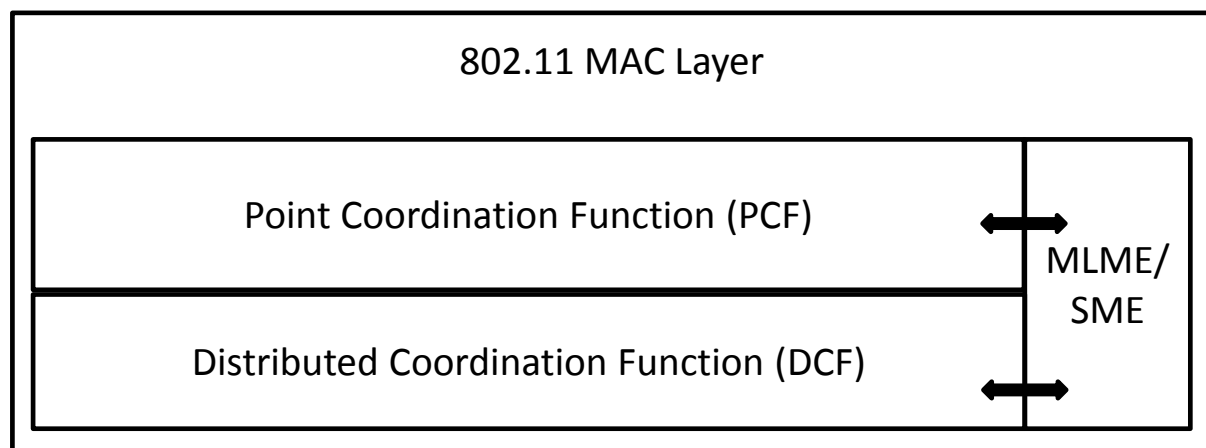 802.11 MAC Layer
Point Coordination Function (PCF)
MLME/
SME
Distributed Coordination Function (DCF)